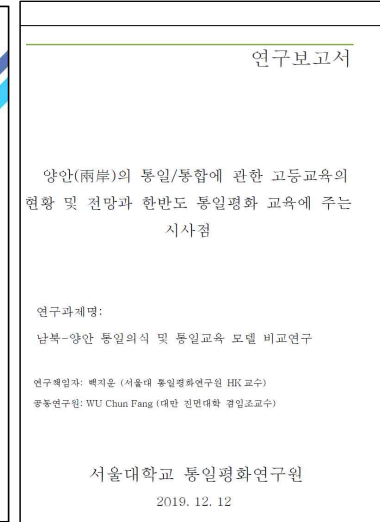 연구보고서
양안(兩岸)의 통일/통합에 관한 고등교육의
현황 및 전망과 한반도 통일평화 교육에 주는
시사점
연구과제명:
남북-양안 통일의식 및 통일교육 모델 비교연구
연구책임자: 백지운 (서울대 통일평화연구원 HK교수)
공동연구원: WU Chun Fang (대만 진먼대학 겸임조교수)
서울대학교 통일평화연구원
2019. 12. 12